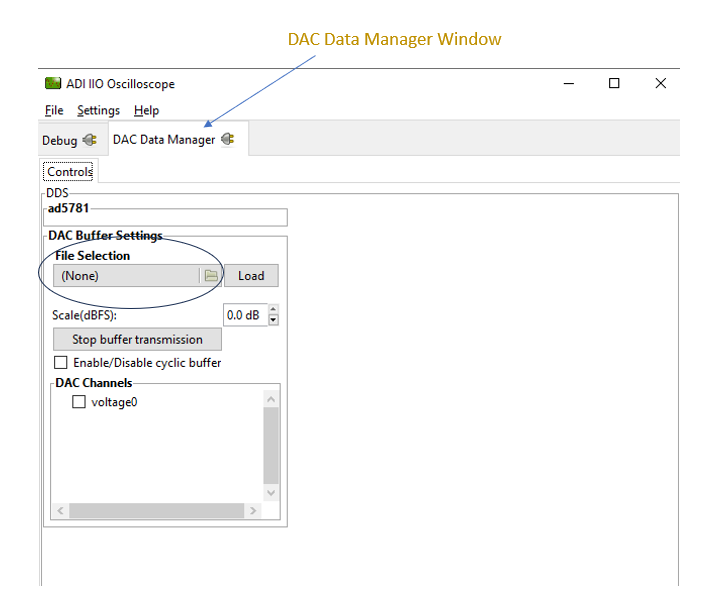 DAC Data Manager Window
ADI IIO Oscilloscope
File Settings Help
Debug DAC Data Manager
Controls
DDS
ad5781
DAC Buffer Settings
File Selection
(None) Load
Scale(dBFS): 0.0 dB
Stop buffer transmission
Enable/Disable cyclic buffer
DAC Channels
voltage0